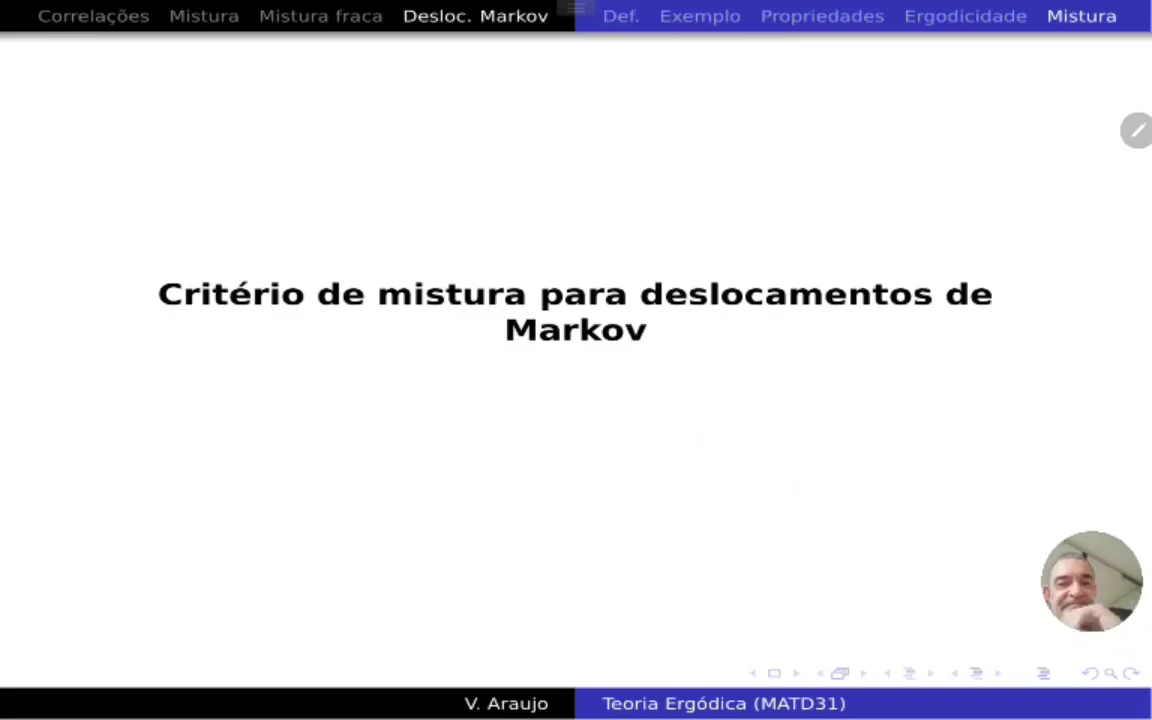 Correlações Mistura Mistura fraca Desloc. Markov Def. Exemplo Propriedades Ergodicidade Mistura
Critério de mistura para deslocamentos de
Markov
V. Araujo Teoria Ergódica (MATD31)